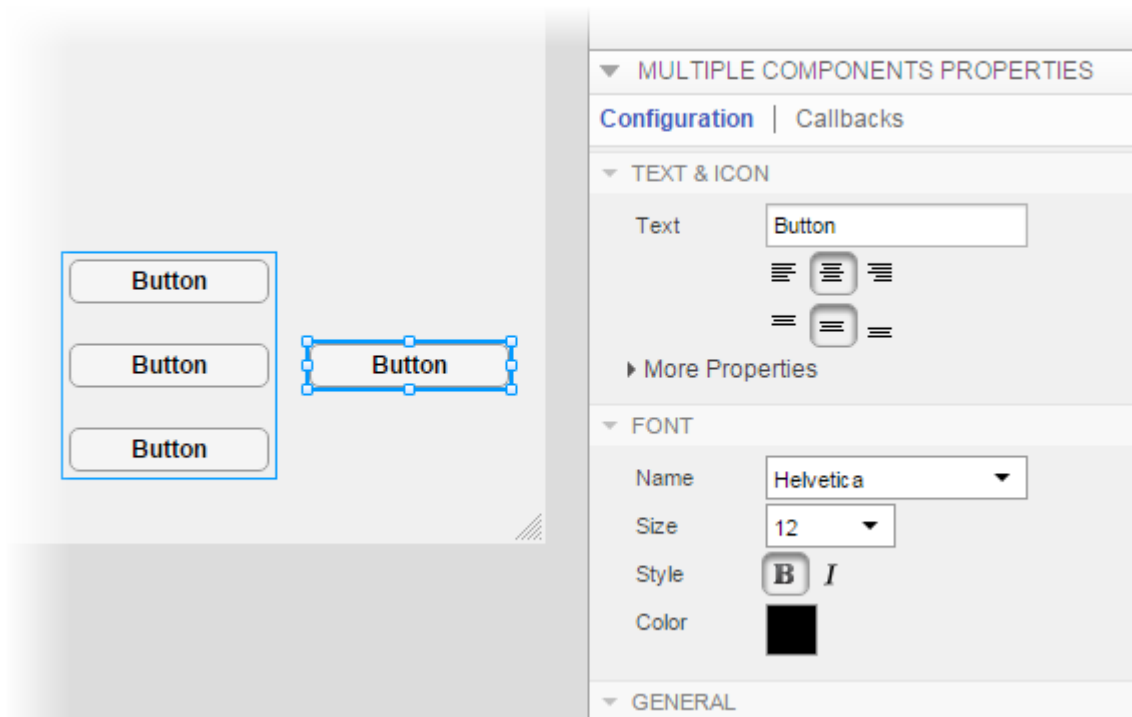 Button
Button
Button
Button
MULTIPLE COMPONENTS PROPERTIES
Configuration | Callbacks
TEXT & ICON
Text Button
More Properties
FONT
Name Helvetica
Size 12
Style B I
Color
GENERAL